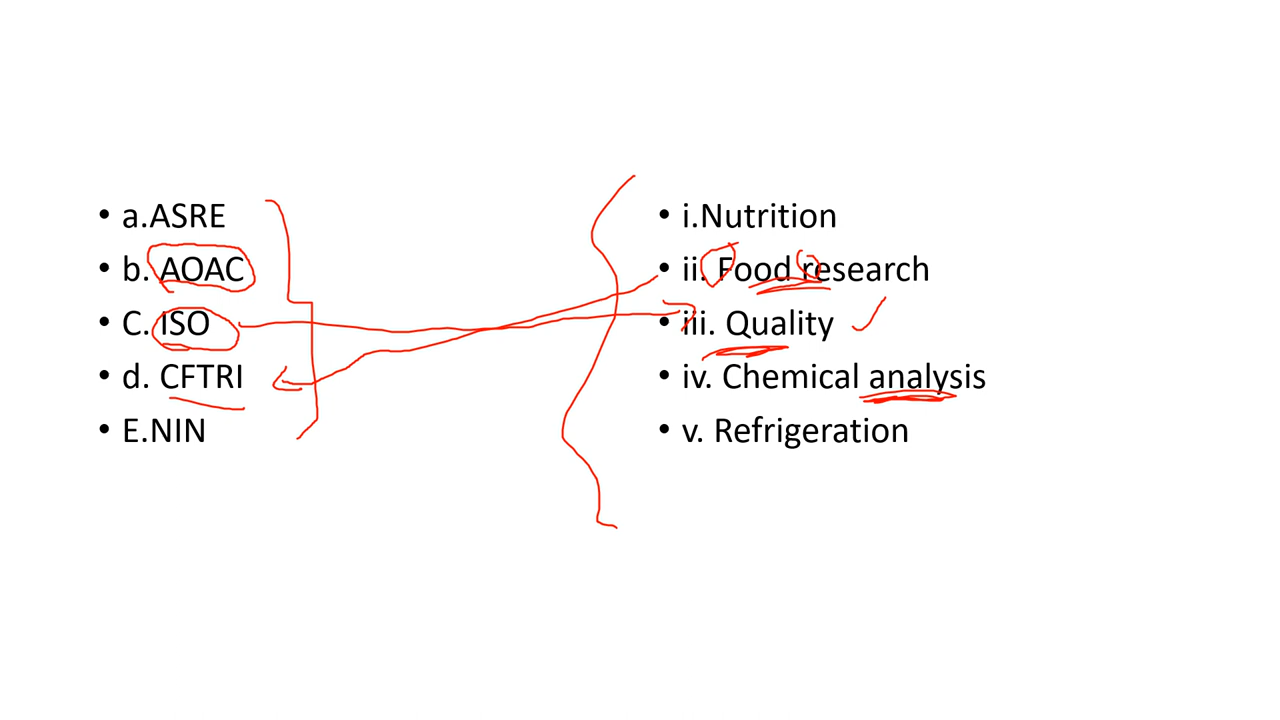 • a.ASRE
• b. AOAC
• C. ISO
• d. CFTRI
• E.NIN
• i.Nutrition
• ii. Food research
• iii. Quality
• iv. Chemical analysis
• v. Refrigeration